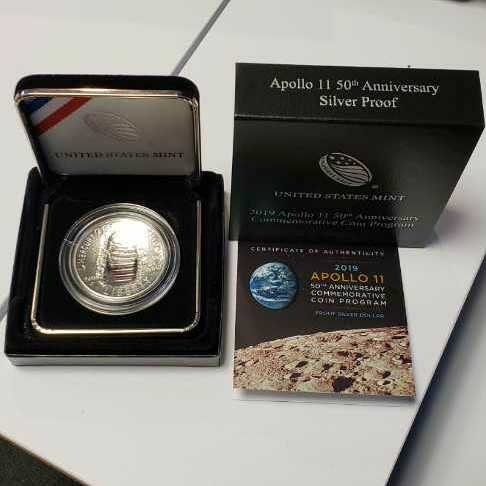 Apollo 11 50th Anniversary
Silver Proof
UNITED STATES MINT
2019 Apollo 11 50th Anniversary
Commemorative Coin Program
UNITED STATES MINT
CERTIFICATE OF AUTHENTICITY
2019
APOLLO 11
50TH ANNIVERSARY
COMMEMORATIVE
COIN PROGRAM
PROOF SILVER DOLLAR